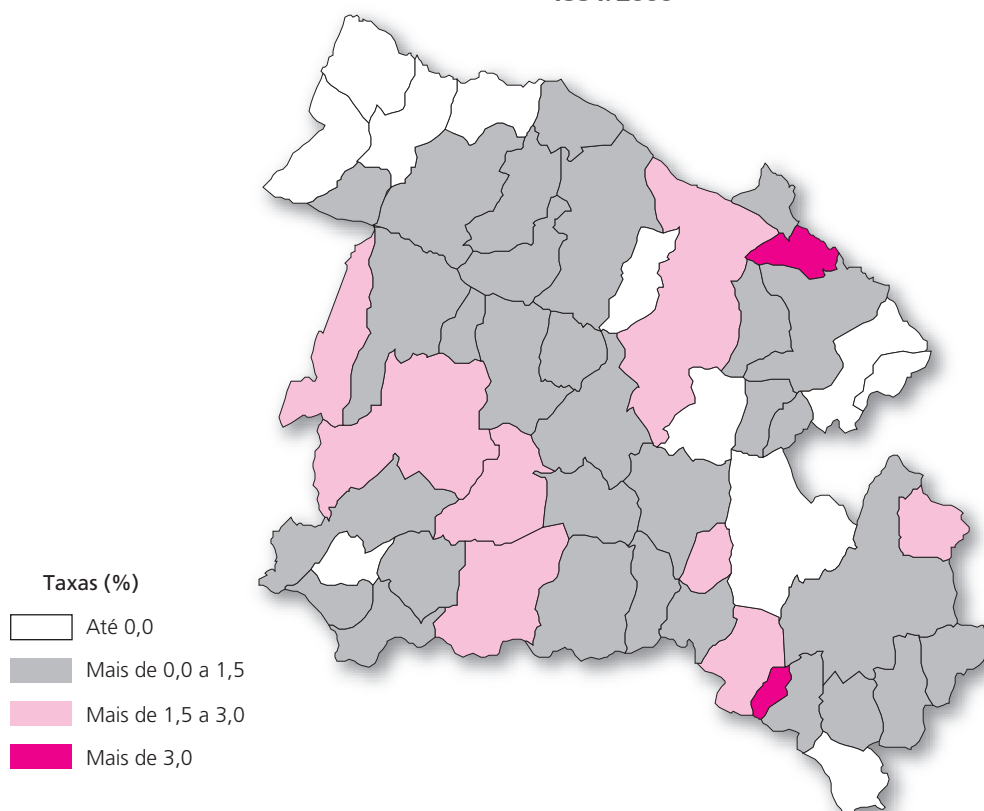 Taxas (%)
Até 0,0
Mais de 0,0 a 1,5
Mais de 1,5 a 3,0
Mais de 3,0